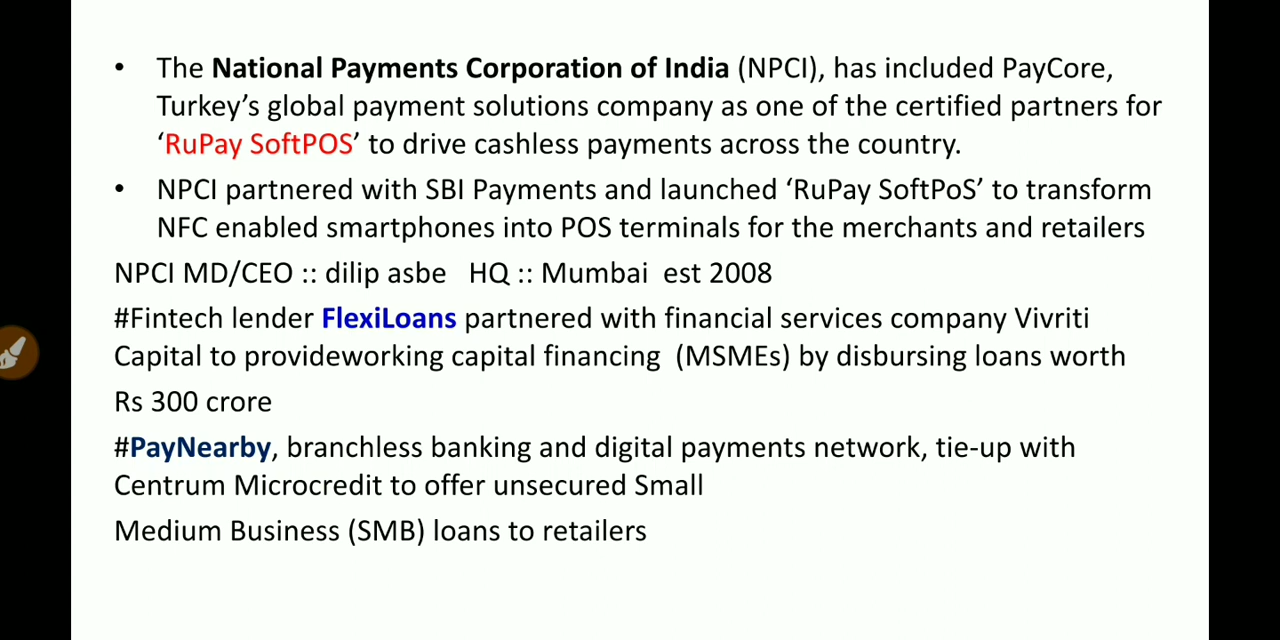 • The National Payments Corporation of India (NPCI), has included PayCore,
Turkey’s global payment solutions company as one of the certified partners for
‘RuPay SoftPOS’ to drive cashless payments across the country.
• NPCI partnered with SBI Payments and launched ‘RuPay SoftPoS’ to transform
NFC enabled smartphones into POS terminals for the merchants and retailers
NPCI MD/CEO :: dilip asbe HQ :: Mumbai est 2008
#Fintech lender FlexiLoans partnered with financial services company Vivriti
Capital to provideworking capital financing (MSMEs) by disbursing loans worth
Rs 300 crore
#PayNearby, branchless banking and digital payments network, tie-up with
Centrum Microcredit to offer unsecured Small
Medium Business (SMB) loans to retailers